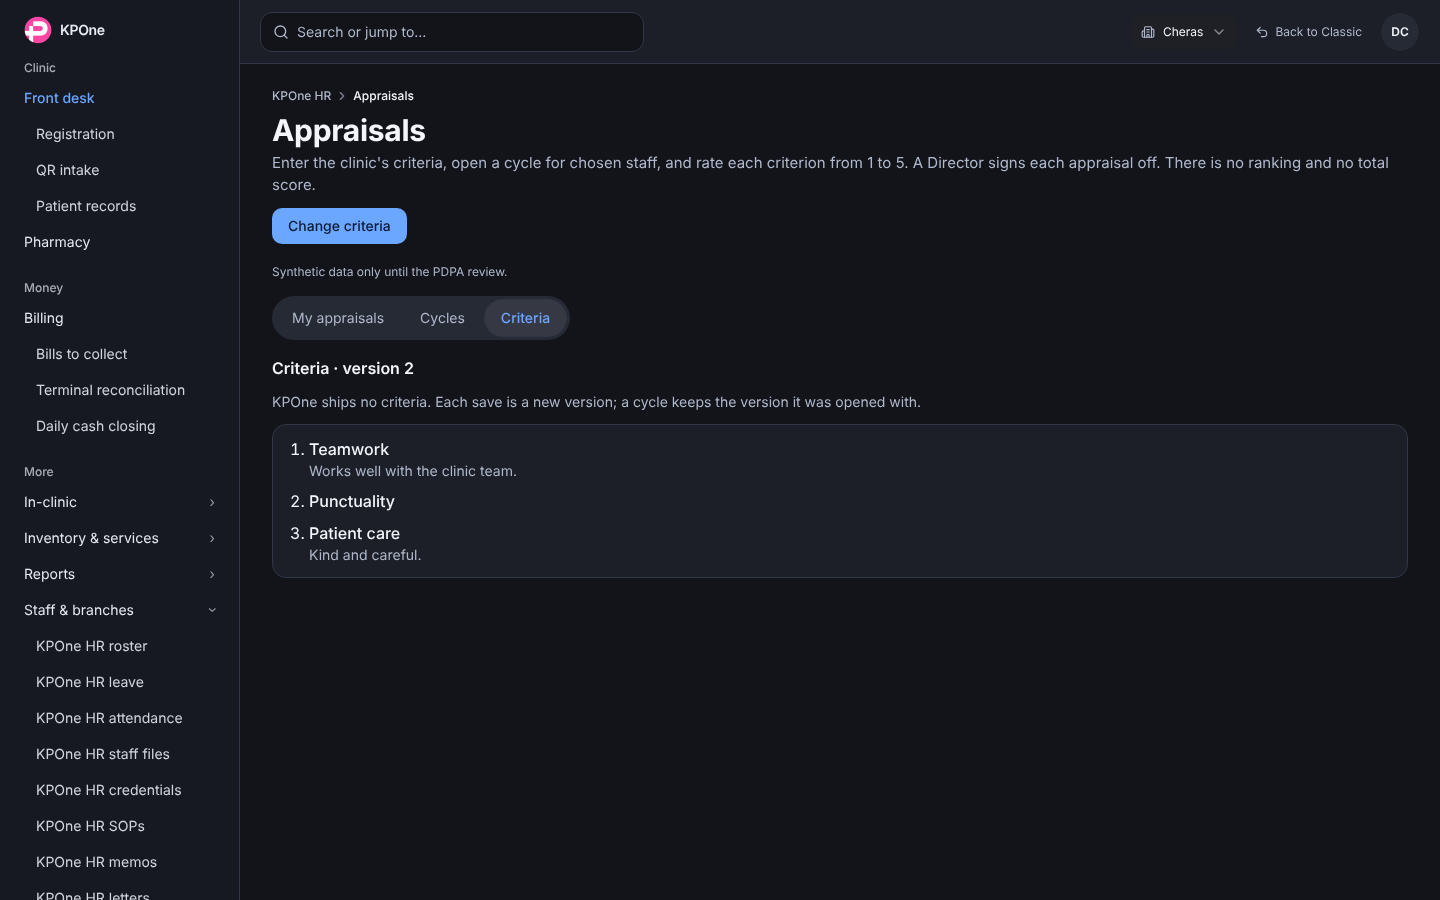 KPOne
Clinic
Front desk
Registration
QR intake
Patient records
Pharmacy
Money
Billing
Bills to collect
Terminal reconciliation
Daily cash closing
More
In-clinic
Inventory & services
Reports
Staff & branches
KPOne HR roster
KPOne HR leave
KPOne HR attendance
KPOne HR staff files
KPOne HR credentials
KPOne HR SOPs
KPOne HR memos
KPOne HR letters
Search or jump to...
Cheras
Back to Classic
DC
KPOne HR > Appraisals
Appraisals
Enter the clinic's criteria, open a cycle for chosen staff, and rate each criterion from 1 to 5. A Director signs each appraisal off. There is no ranking and no total
score.
Change criteria
Synthetic data only until the PDPA review.
My appraisals Cycles Criteria
Criteria · version 2
KPOne ships no criteria. Each save is a new version; a cycle keeps the version it was opened with.
1. Teamwork
Works well with the clinic team.
2. Punctuality
3. Patient care
Kind and careful.